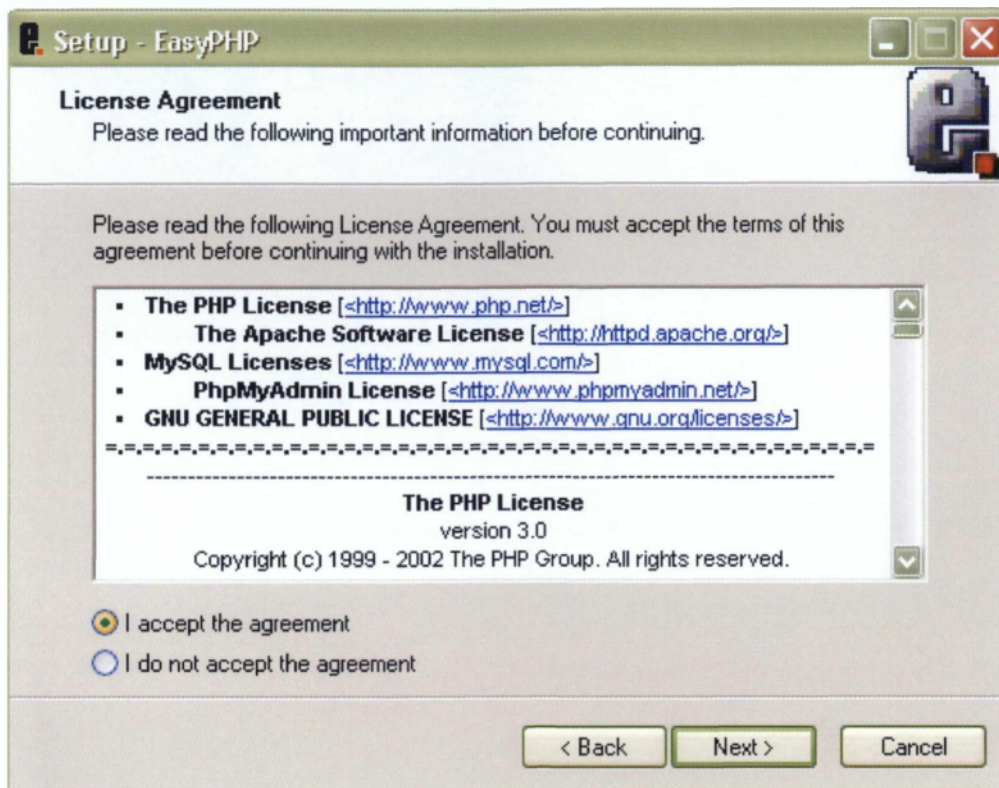 Setup - EasyPHP
License Agreement
Please read the following important information before continuing.
Please read the following License Agreement. You must accept the terms of this
agreement before continuing with the installation.
▪ The PHP License [<http://www.php.net/>]
▪ The Apache Software License [<http://httpd.apache.org/>]
▪ MySQL Licenses [<http://www.mysql.com/>]
▪ PhpMyAdmin License [<http://www.phpmyadmin.net/>]
▪ GNU GENERAL PUBLIC LICENSE [<http://www.gnu.org/licenses/>]
=.=.=.=.=.=.=.=.=.=.=.=.=.=.=.=.=.=.=.=.=.=.=.=.=.=.=.=.=.=.=.=.=.=.=.=.=.=
--------------------------------------------------------------------------------------------
The PHP License
version 3.0
Copyright (c) 1999 - 2002 The PHP Group. All rights reserved.
I accept the agreement
I do not accept the agreement
< Back Next > Cancel